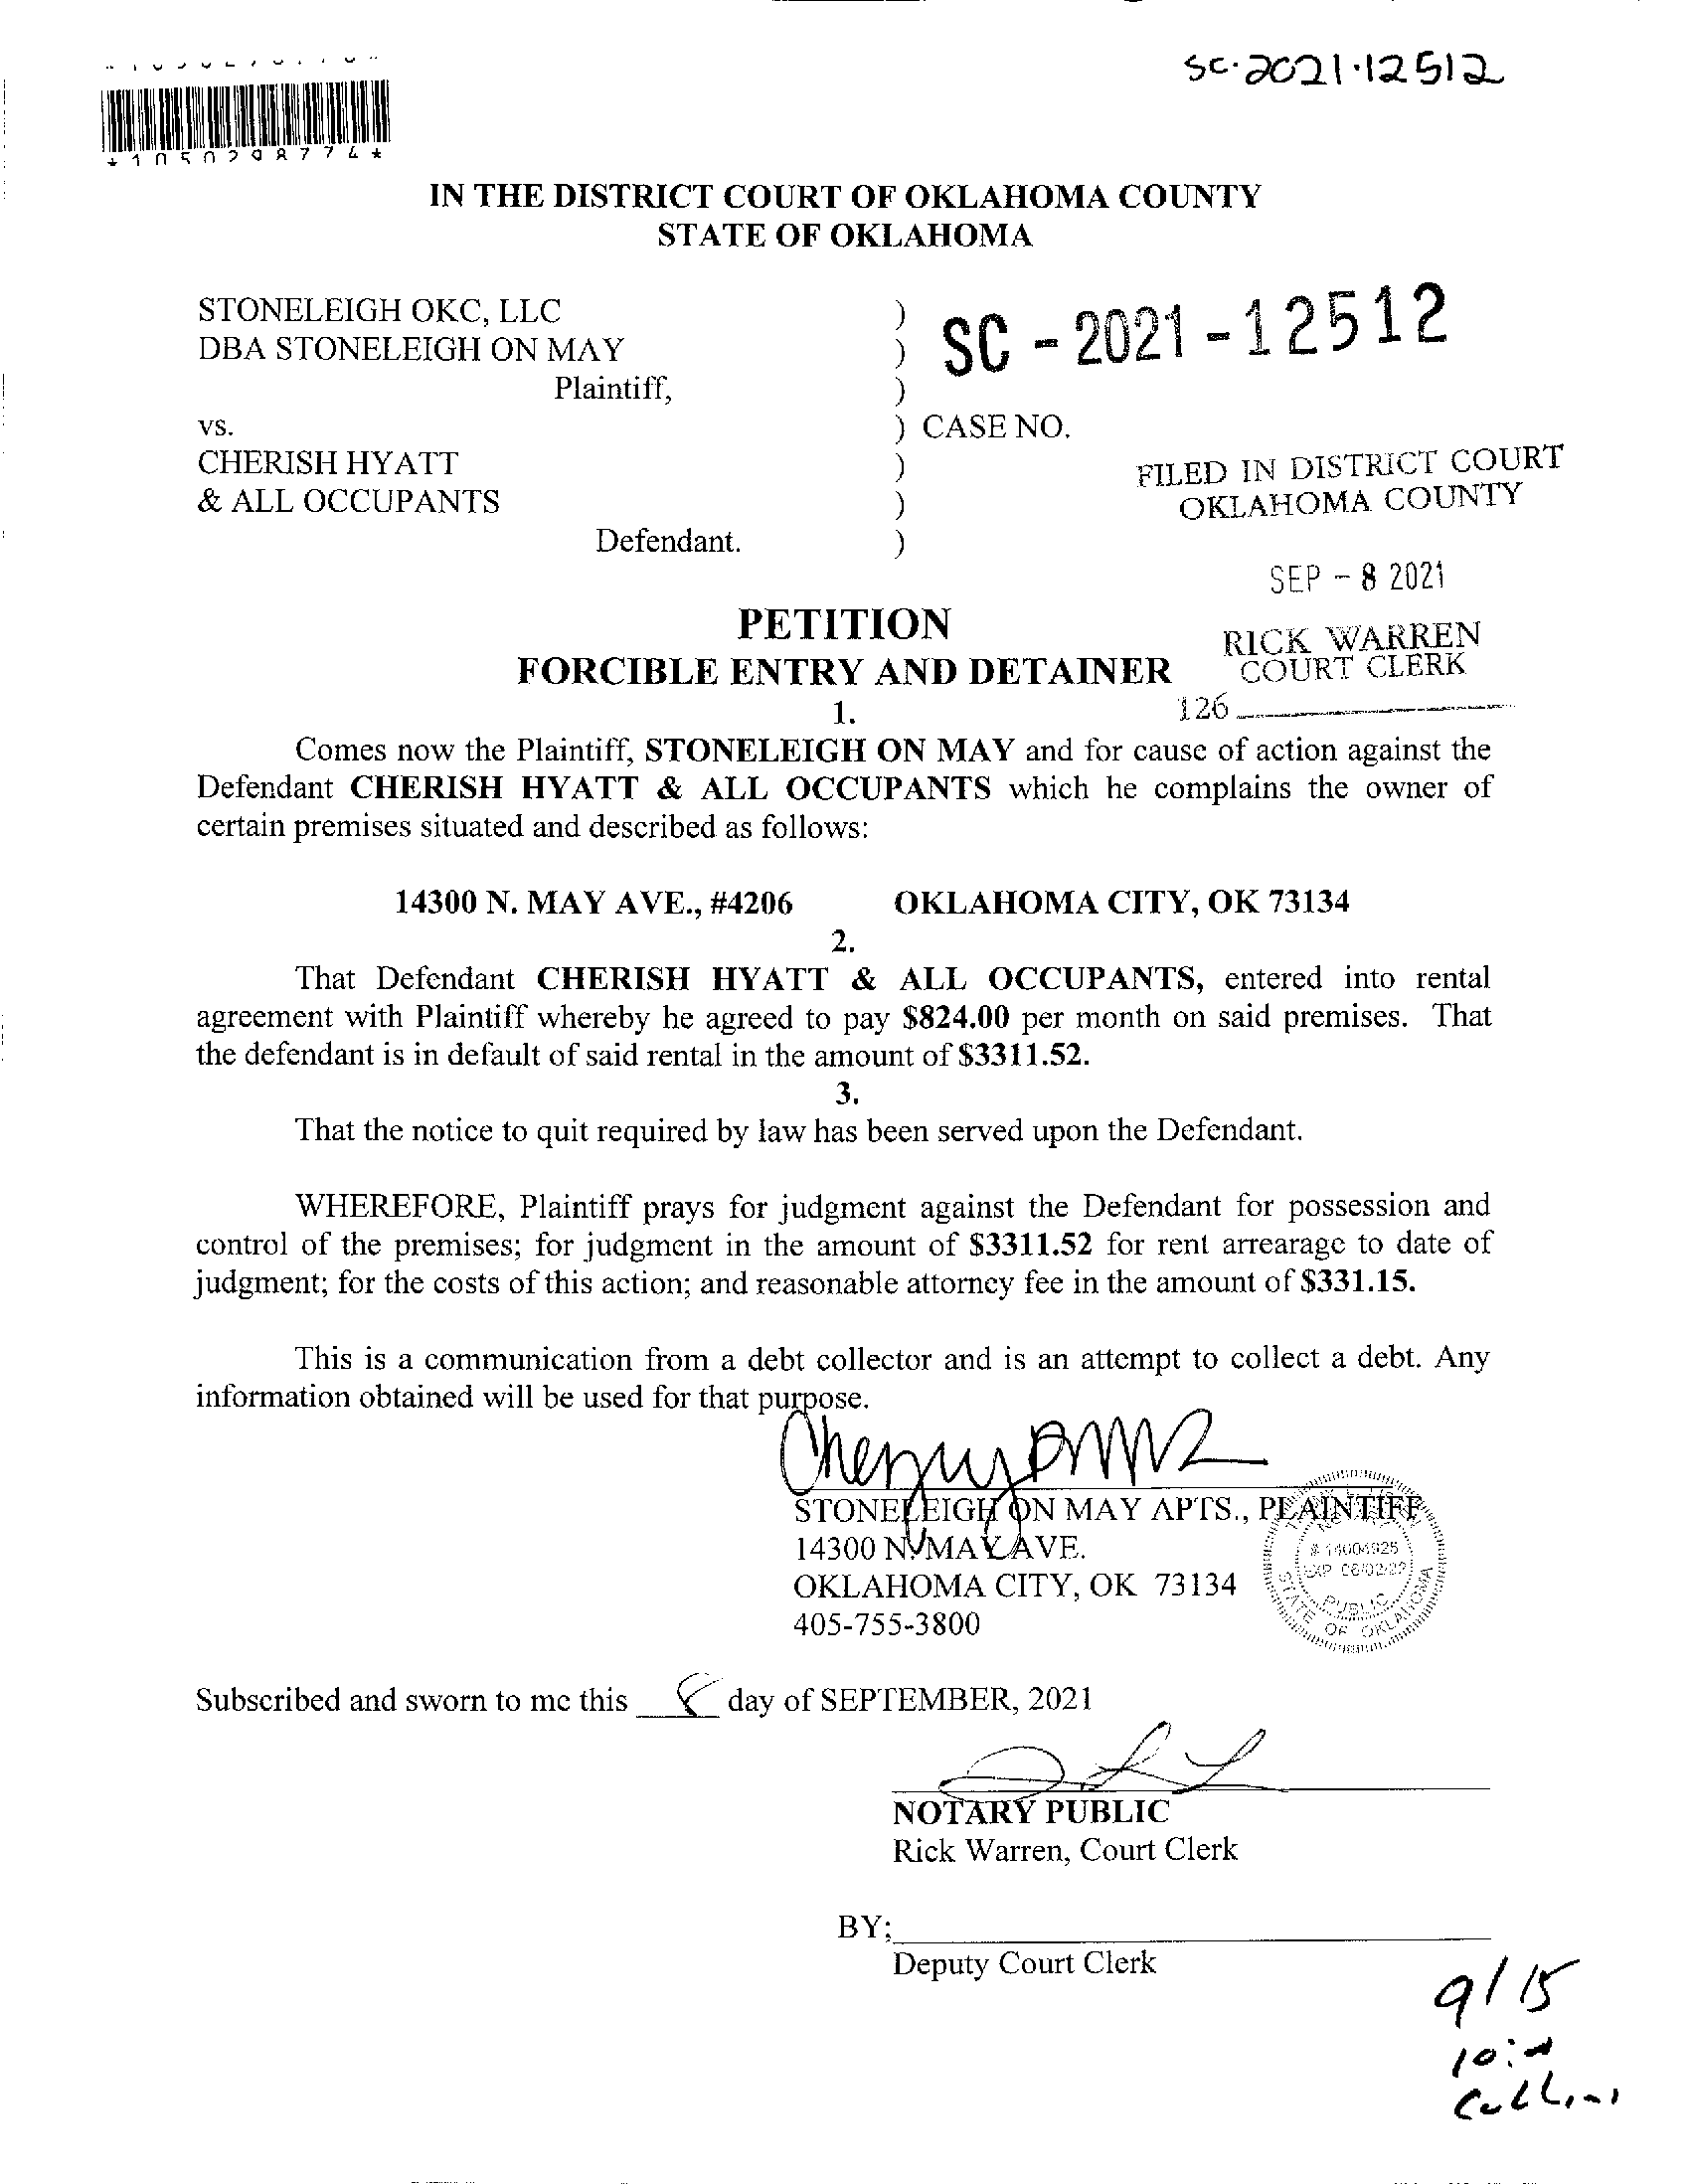 SC-2021-12512
*1050298774*
IN THE DISTRICT COURT OF OKLAHOMA COUNTY
STATE OF OKLAHOMA
STONELEIGH OKC, LLC )
DBA STONELEIGH ON MAY ) SC - 2021 - 12512
Plaintiff, )
vs. ) CASE NO.
CHERISH HYATT )
& ALL OCCUPANTS )
Defendant. )
FILED IN DISTRICT COURT
OKLAHOMA COUNTY
SEP - 8 2021
RICK WARREN
COURT CLERK
126
PETITION
FORCIBLE ENTRY AND DETAINER
1.
Comes now the Plaintiff, STONELEIGH ON MAY and for cause of action against the
Defendant CHERISH HYATT & ALL OCCUPANTS which he complains the owner of
certain premises situated and described as follows:
14300 N. MAY AVE., #4206 OKLAHOMA CITY, OK 73134
2.
That Defendant CHERISH HYATT & ALL OCCUPANTS, entered into rental
agreement with Plaintiff whereby he agreed to pay $824.00 per month on said premises. That
the defendant is in default of said rental in the amount of $3311.52.
3.
That the notice to quit required by law has been served upon the Defendant.
WHEREFORE, Plaintiff prays for judgment against the Defendant for possession and
control of the premises; for judgment in the amount of $3311.52 for rent arrearage to date of
judgment; for the costs of this action; and reasonable attorney fee in the amount of $331.15.
This is a communication from a debt collector and is an attempt to collect a debt. Any
information obtained will be used for that purpose.
STONELEIGH ON MAY APTS., PLAINTIFF
14300 N. MAY AVE.
OKLAHOMA CITY, OK 73134
405-755-3800
# 14004925
EXP 06/02/22
PUBLIC
STATE OF OKLAHOMA
Subscribed and sworn to me this 8 day of SEPTEMBER, 2021
NOTARY PUBLIC
Rick Warren, Court Clerk
BY;
Deputy Court Clerk
9/15